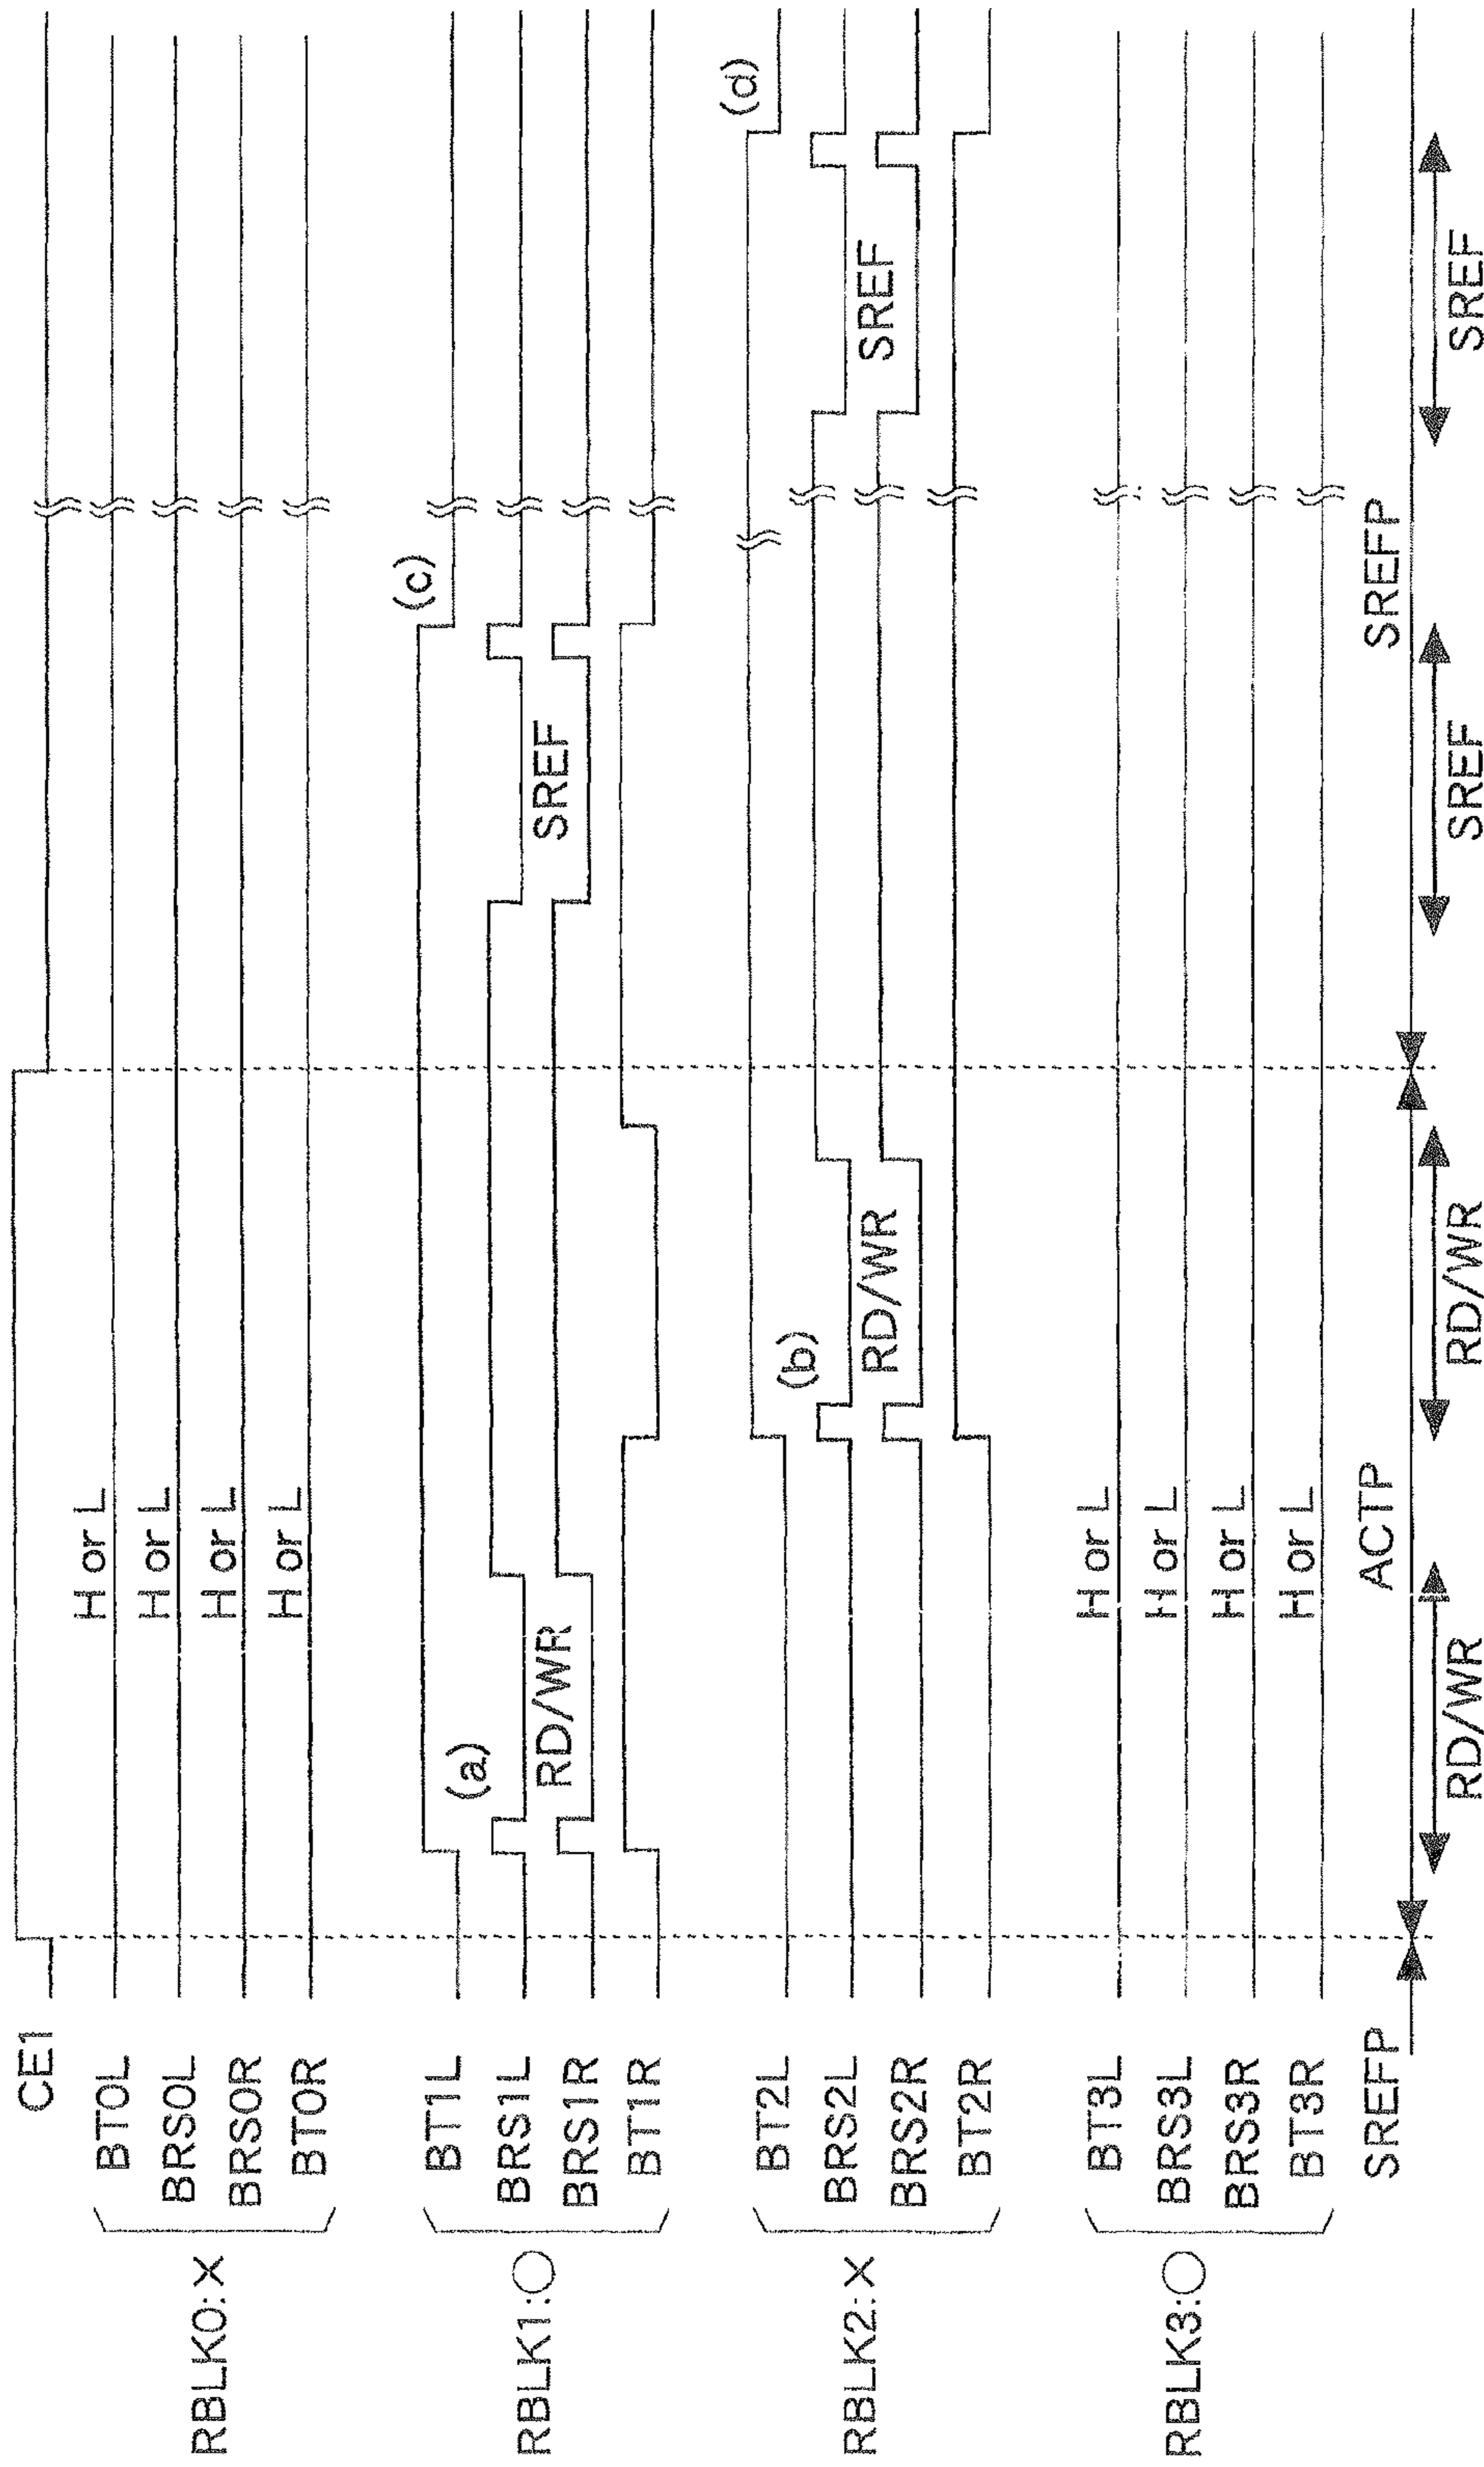 CE1
RBLK0:×
BT0L H or L
BRS0L H or L
BRS0R H or L
BT0R H or L
RBLK1:○
BT1L (c)
(a)
BRS1L
RD/WR SREF
BRS1R
BT1R
RBLK2:×
(d)
BT2L
(b)
BRS2L
RD/WR SREF
BRS2R
BT2R
RBLK3:○
BT3L H or L
BRS3L H or L
BRS3R H or L
BT3R H or L
SREFP ACTP SREFP
RD/WR RD/WR SREF SREF